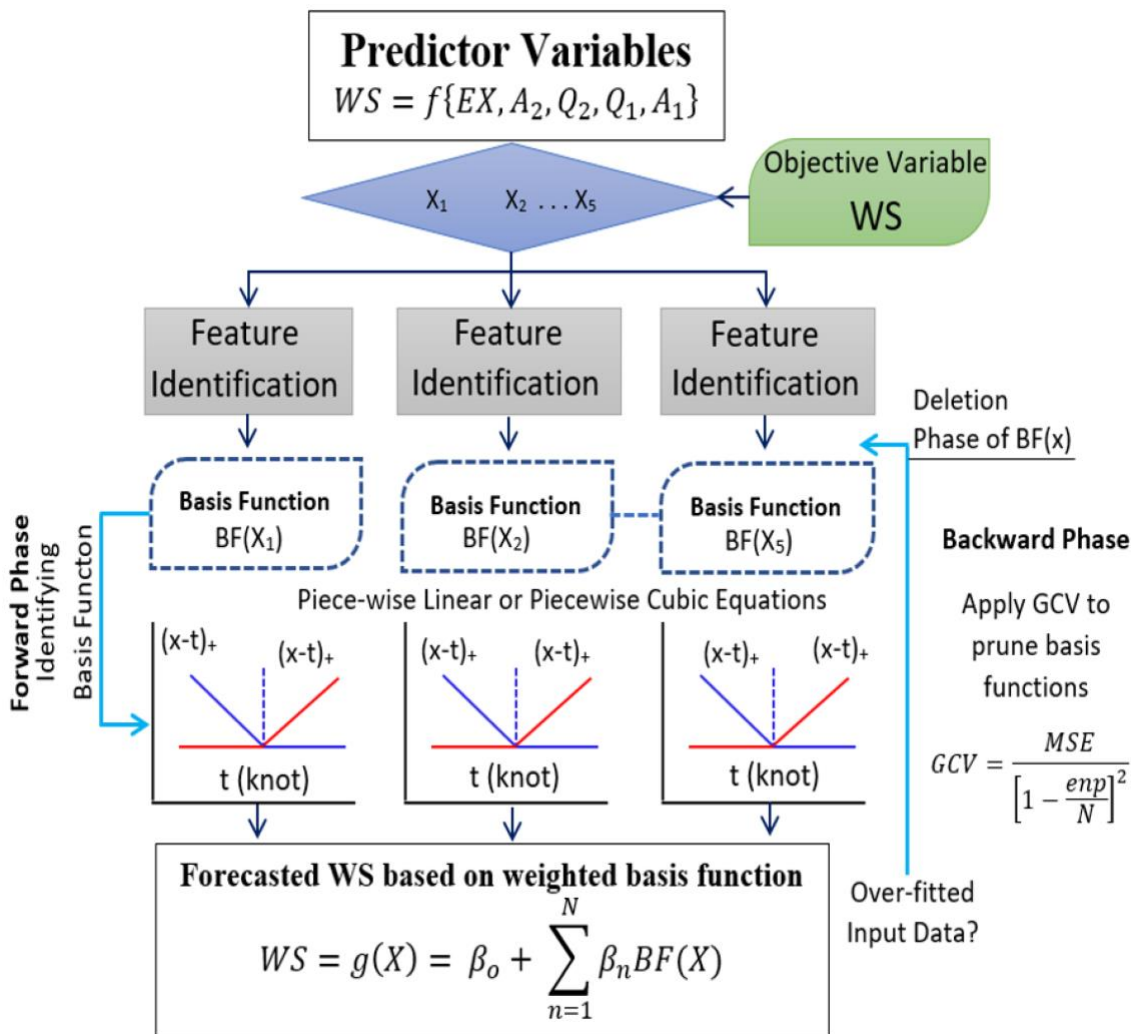 Predictor Variables
WS = f{EX, A₂, Q₂, Q₁, A₁}
Objective Variable
WS
X₁ X₂ ... X₅
Feature
Identification
Feature
Identification
Feature
Identification
Deletion
Phase of BF(x)
Basis Function
BF(X₁)
Basis Function
BF(X₂)
Basis Function
BF(X₅)
Forward Phase
Identifying
Basis Functon
Backward Phase
Apply GCV to
prune basis
functions
GCV = MSE / [1 − enp/N]²
Piece-wise Linear or Piecewise Cubic Equations
(x-t)₊ (x-t)₊
t (knot)
(x-t)₊ (x-t)₊
t (knot)
(x-t)₊ (x-t)₊
t (knot)
Over-fitted
Input Data?
Forecasted WS based on weighted basis function
WS = g(X) = βₒ + ∑ₙ₌₁ᴺ βₙBF(X)